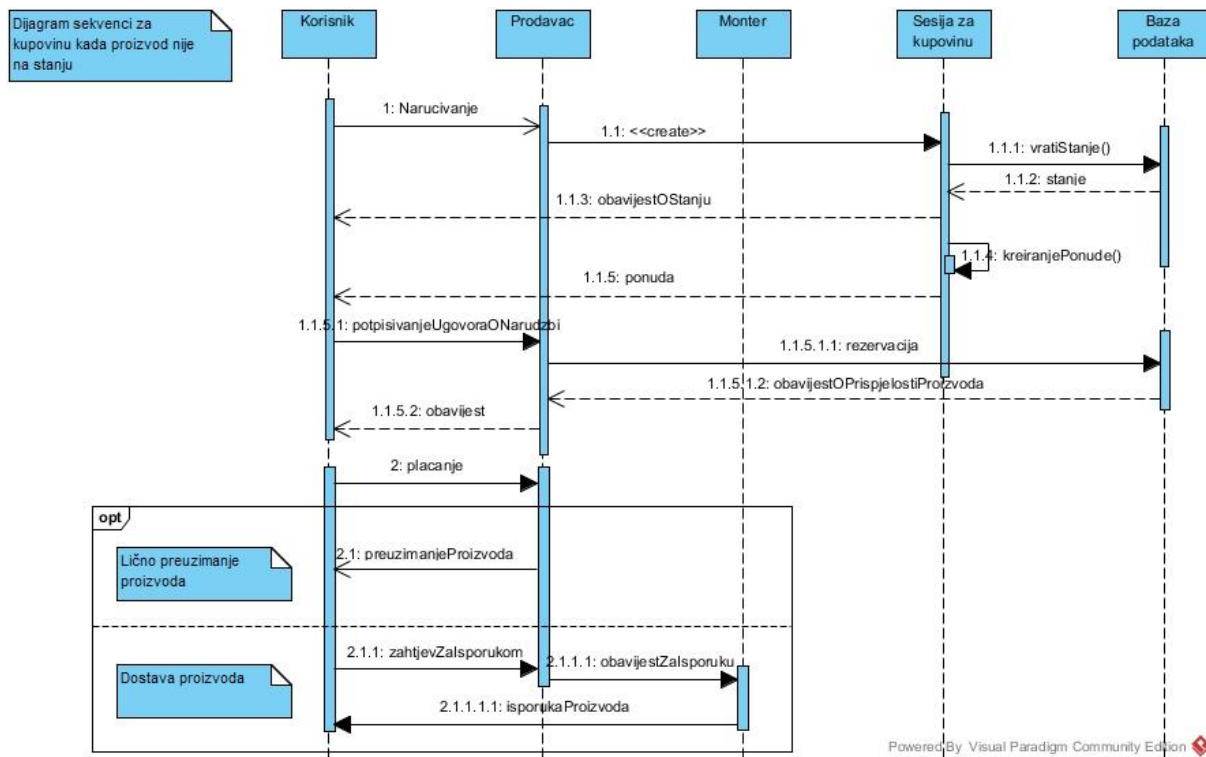 Dijagram sekvenci za
kupovinu kada proizvod nije
na stanju
Korisnik
Prodavac
Monter
Sesija za
kupovinu
Baza
podataka
1: Narucivanje
1.1: <<create>>
1.1.1: vratiStanje()
1.1.2: stanje
1.1.3: obavijestOStanju
1.1.4: kreiranjePonude()
1.1.5: ponuda
1.1.5.1: potpisivanjeUgovoraONarudzbi
1.1.5.1.1: rezervacija
1.1.5.1.2: obavijestOPrispjelostiProizvoda
1.1.5.2: obavijest
2: placanje
opt
Lično preuzimanje
proizvoda
2.1: preuzimanjeProizvoda
Dostava proizvoda
2.1.1: zahtjevZaIsporukom
2.1.1.1: obavijestZaIsporuku
2.1.1.1.1: isporukaProizvoda
Powered By Visual Paradigm Community Edition